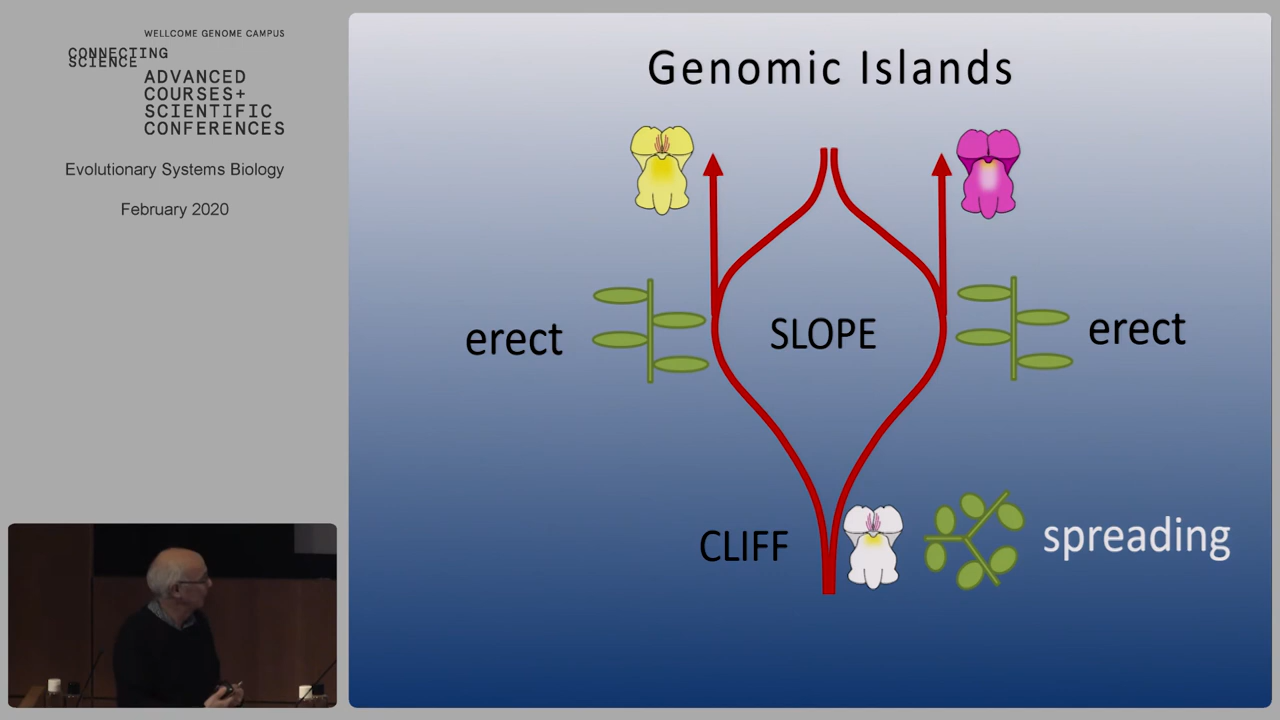 WELLCOME GENOME CAMPUS
CONNECTING
SCIENCE
ADVANCED
COURSES+
SCIENTIFIC
CONFERENCES
Evolutionary Systems Biology
February 2020
Genomic Islands
erect
SLOPE
erect
CLIFF
spreading